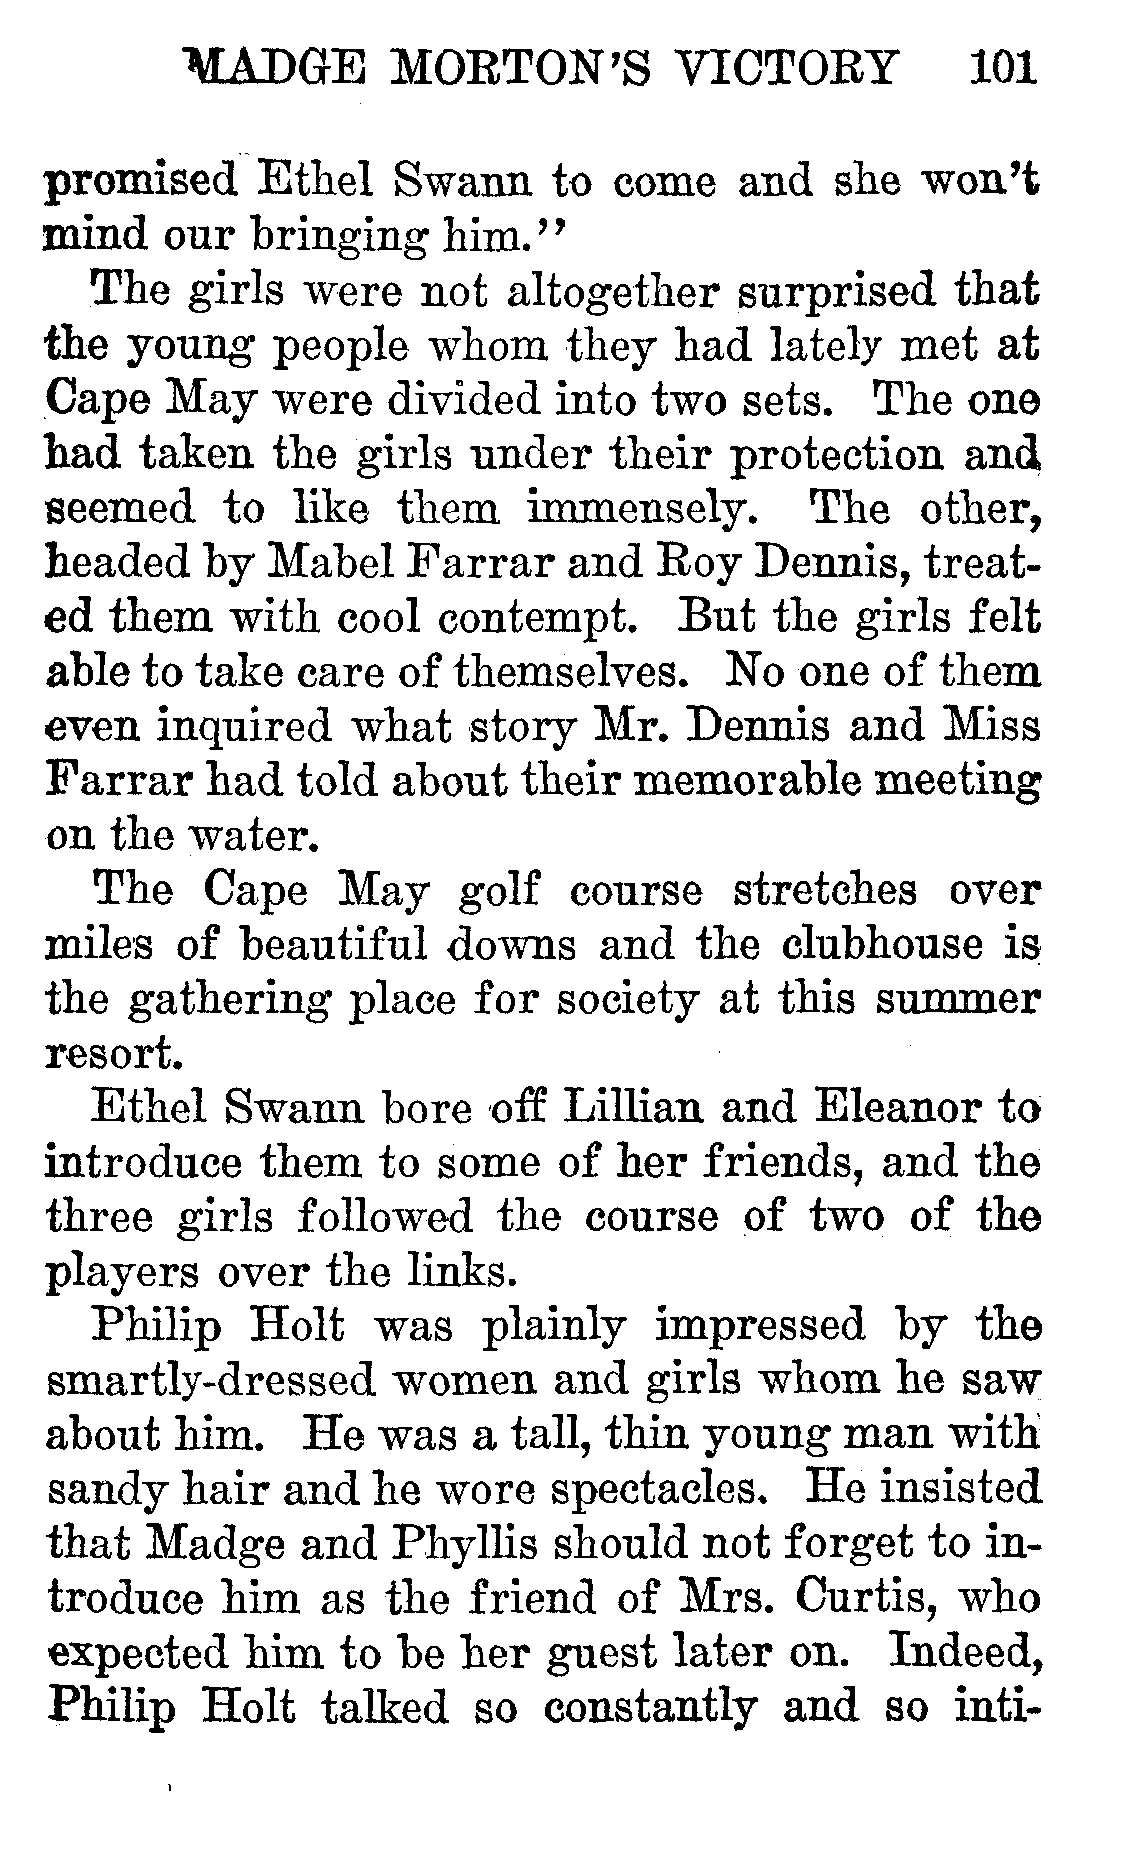 MADGE MORTON'S VICTORY 101
promised Ethel Swann to come and she won't
mind our bringing him."
The girls were not altogether surprised that
the young people whom they had lately met at
Cape May were divided into two sets. The one
had taken the girls under their protection and
seemed to like them immensely. The other,
headed by Mabel Farrar and Roy Dennis, treat-
ed them with cool contempt. But the girls felt
able to take care of themselves. No one of them
even inquired what story Mr. Dennis and Miss
Farrar had told about their memorable meeting
on the water.
The Cape May golf course stretches over
miles of beautiful downs and the clubhouse is
the gathering place for society at this summer
resort.
Ethel Swann bore off Lillian and Eleanor to
introduce them to some of her friends, and the
three girls followed the course of two of the
players over the links.
Philip Holt was plainly impressed by the
smartly-dressed women and girls whom he saw
about him. He was a tall, thin young man with
sandy hair and he wore spectacles. He insisted
that Madge and Phyllis should not forget to in-
troduce him as the friend of Mrs. Curtis, who
expected him to be her guest later on. Indeed,
Philip Holt talked so constantly and so inti-